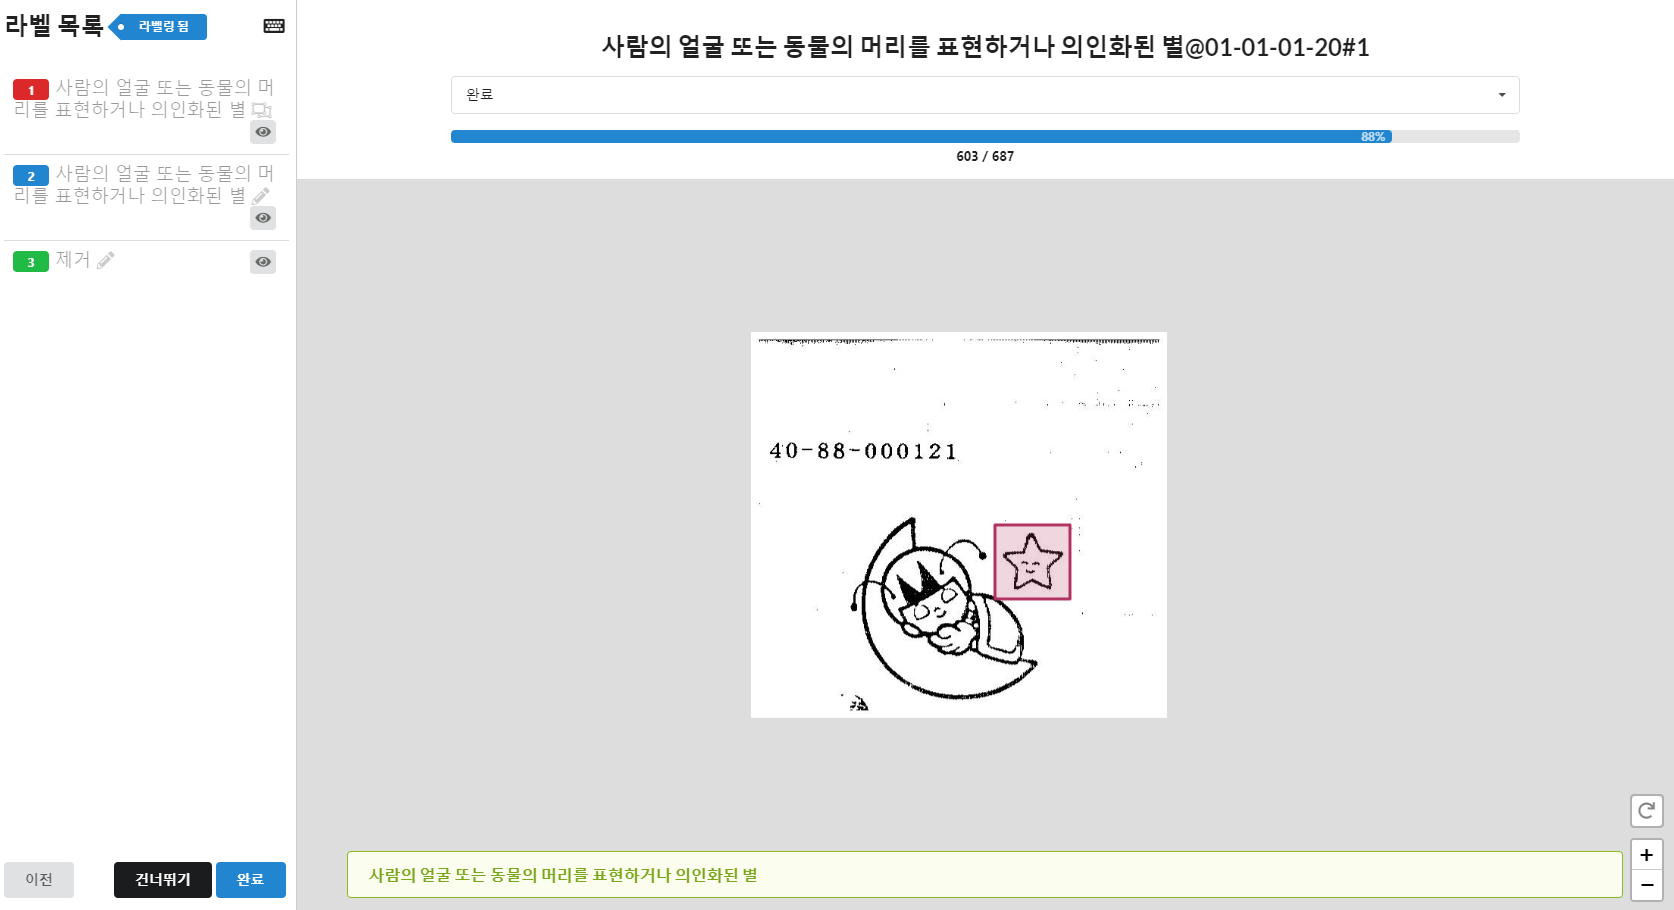 라벨 목록
라벨링 됨
1 사람의 얼굴 또는 동물의 머
리를 표현하거나 의인화된 별
2 사람의 얼굴 또는 동물의 머
리를 표현하거나 의인화된 별
3 제거
이전
건너뛰기
완료
사람의 얼굴 또는 동물의 머리를 표현하거나 의인화된 별@01-01-01-20#1
완료
88%
603 / 687
40-88-000121
사람의 얼굴 또는 동물의 머리를 표현하거나 의인화된 별
+
−